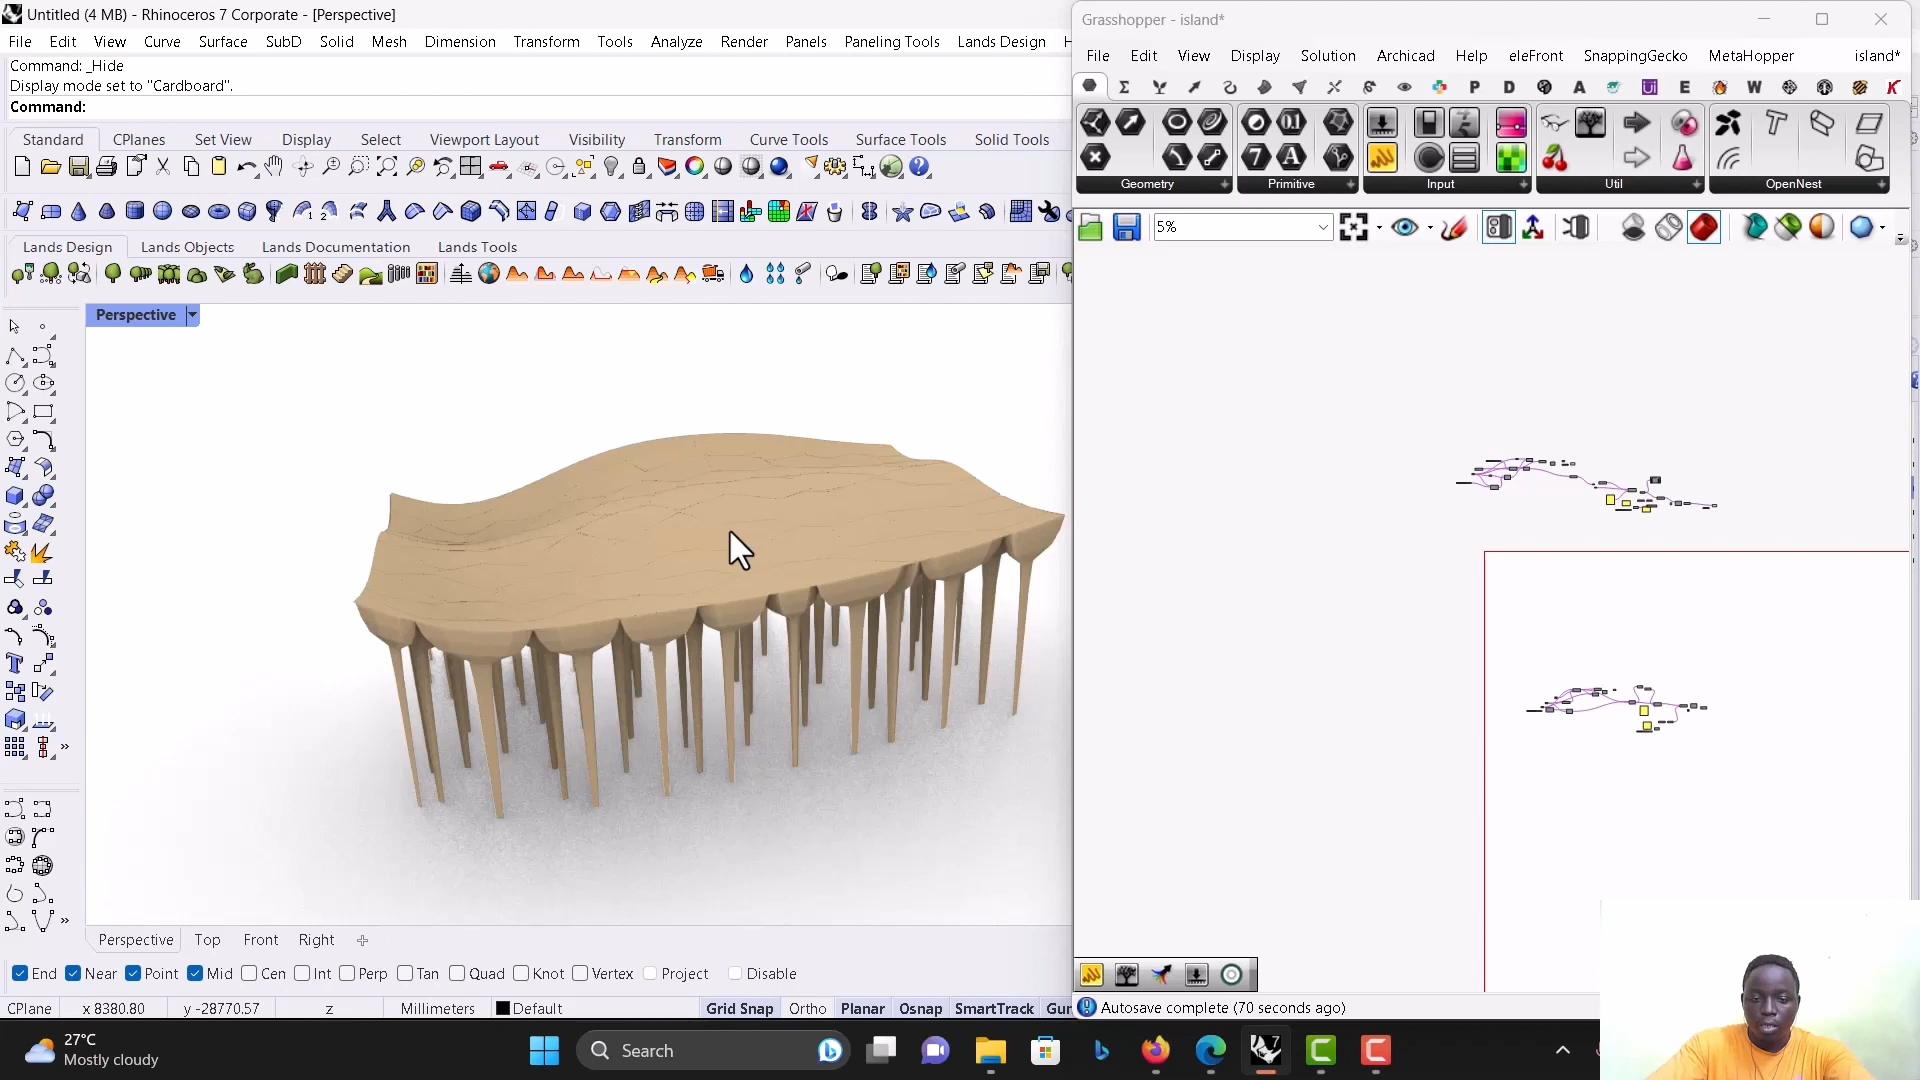 Untitled (4 MB) - Rhinoceros 7 Corporate - [Perspective]
File Edit View Curve Surface SubD Solid Mesh Dimension Transform Tools Analyze Render Panels Paneling Tools Lands Design H
Command: _Hide
Display mode set to "Cardboard".
Command:
Standard CPlanes Set View Display Select Viewport Layout Visibility Transform Curve Tools Surface Tools Solid Tools
Lands Design Lands Objects Lands Documentation Lands Tools
Perspective
Perspective Top Front Right
End Near Point Mid Cen Int Perp Tan Quad Knot Vertex Project Disable
CPlane x 8380.80 y -28770.57 z Millimeters Default Grid Snap Ortho Planar Osnap SmartTrack Gum
Grasshopper - island*
File Edit View Display Solution Archicad Help eleFront SnappingGecko MetaHopper island*
P D A E W K
Geometry Primitive Input Util OpenNest
5%
Autosave complete (70 seconds ago)
27°C
Mostly cloudy
Search